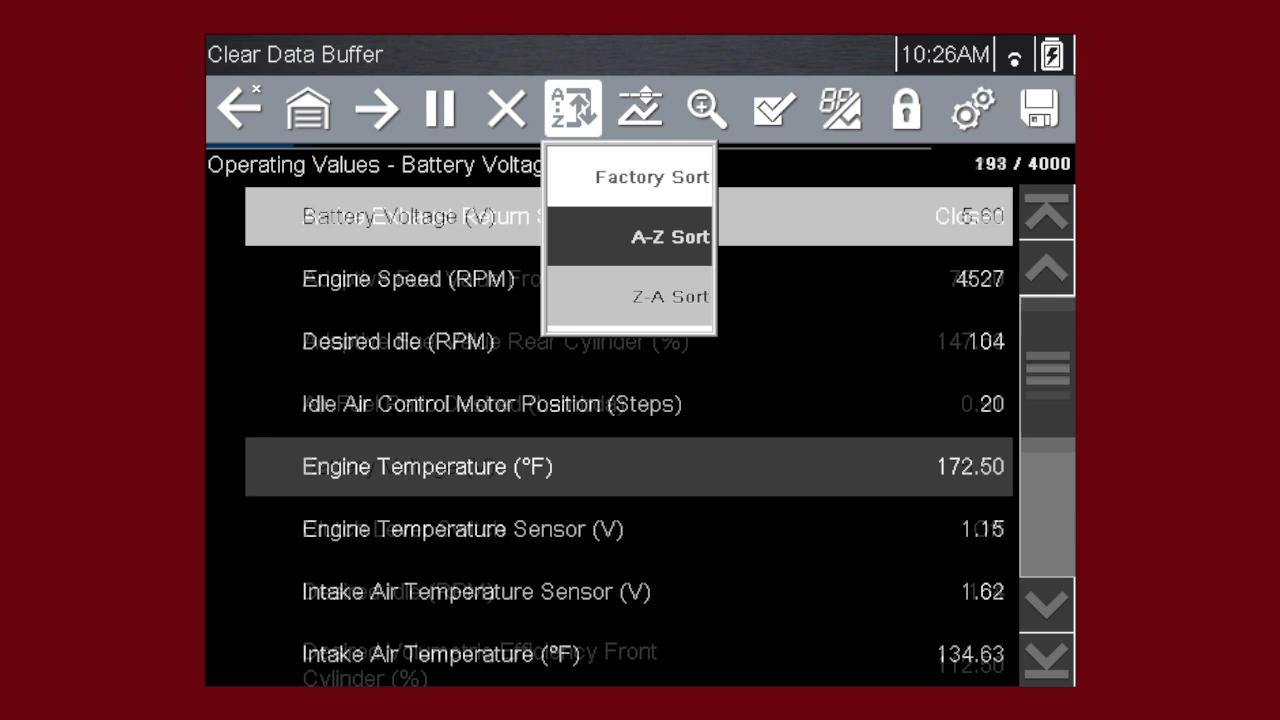 Clear Data Buffer
10:26AM
Operating Values - Battery Voltag
193 / 4000
Factory Sort
A-Z Sort
Z-A Sort
Battery Voltage (V)
Engine Speed (RPM)
4527
Desired Idle (RPM)
104
Idle Air Control Motor Position (Steps)
20
Engine Temperature (°F)
172.50
Engine Temperature Sensor (V)
1.15
Intake Air Temperature Sensor (V)
1.62
Intake Air Temperature (°F)
134.63
Cylinder (%)